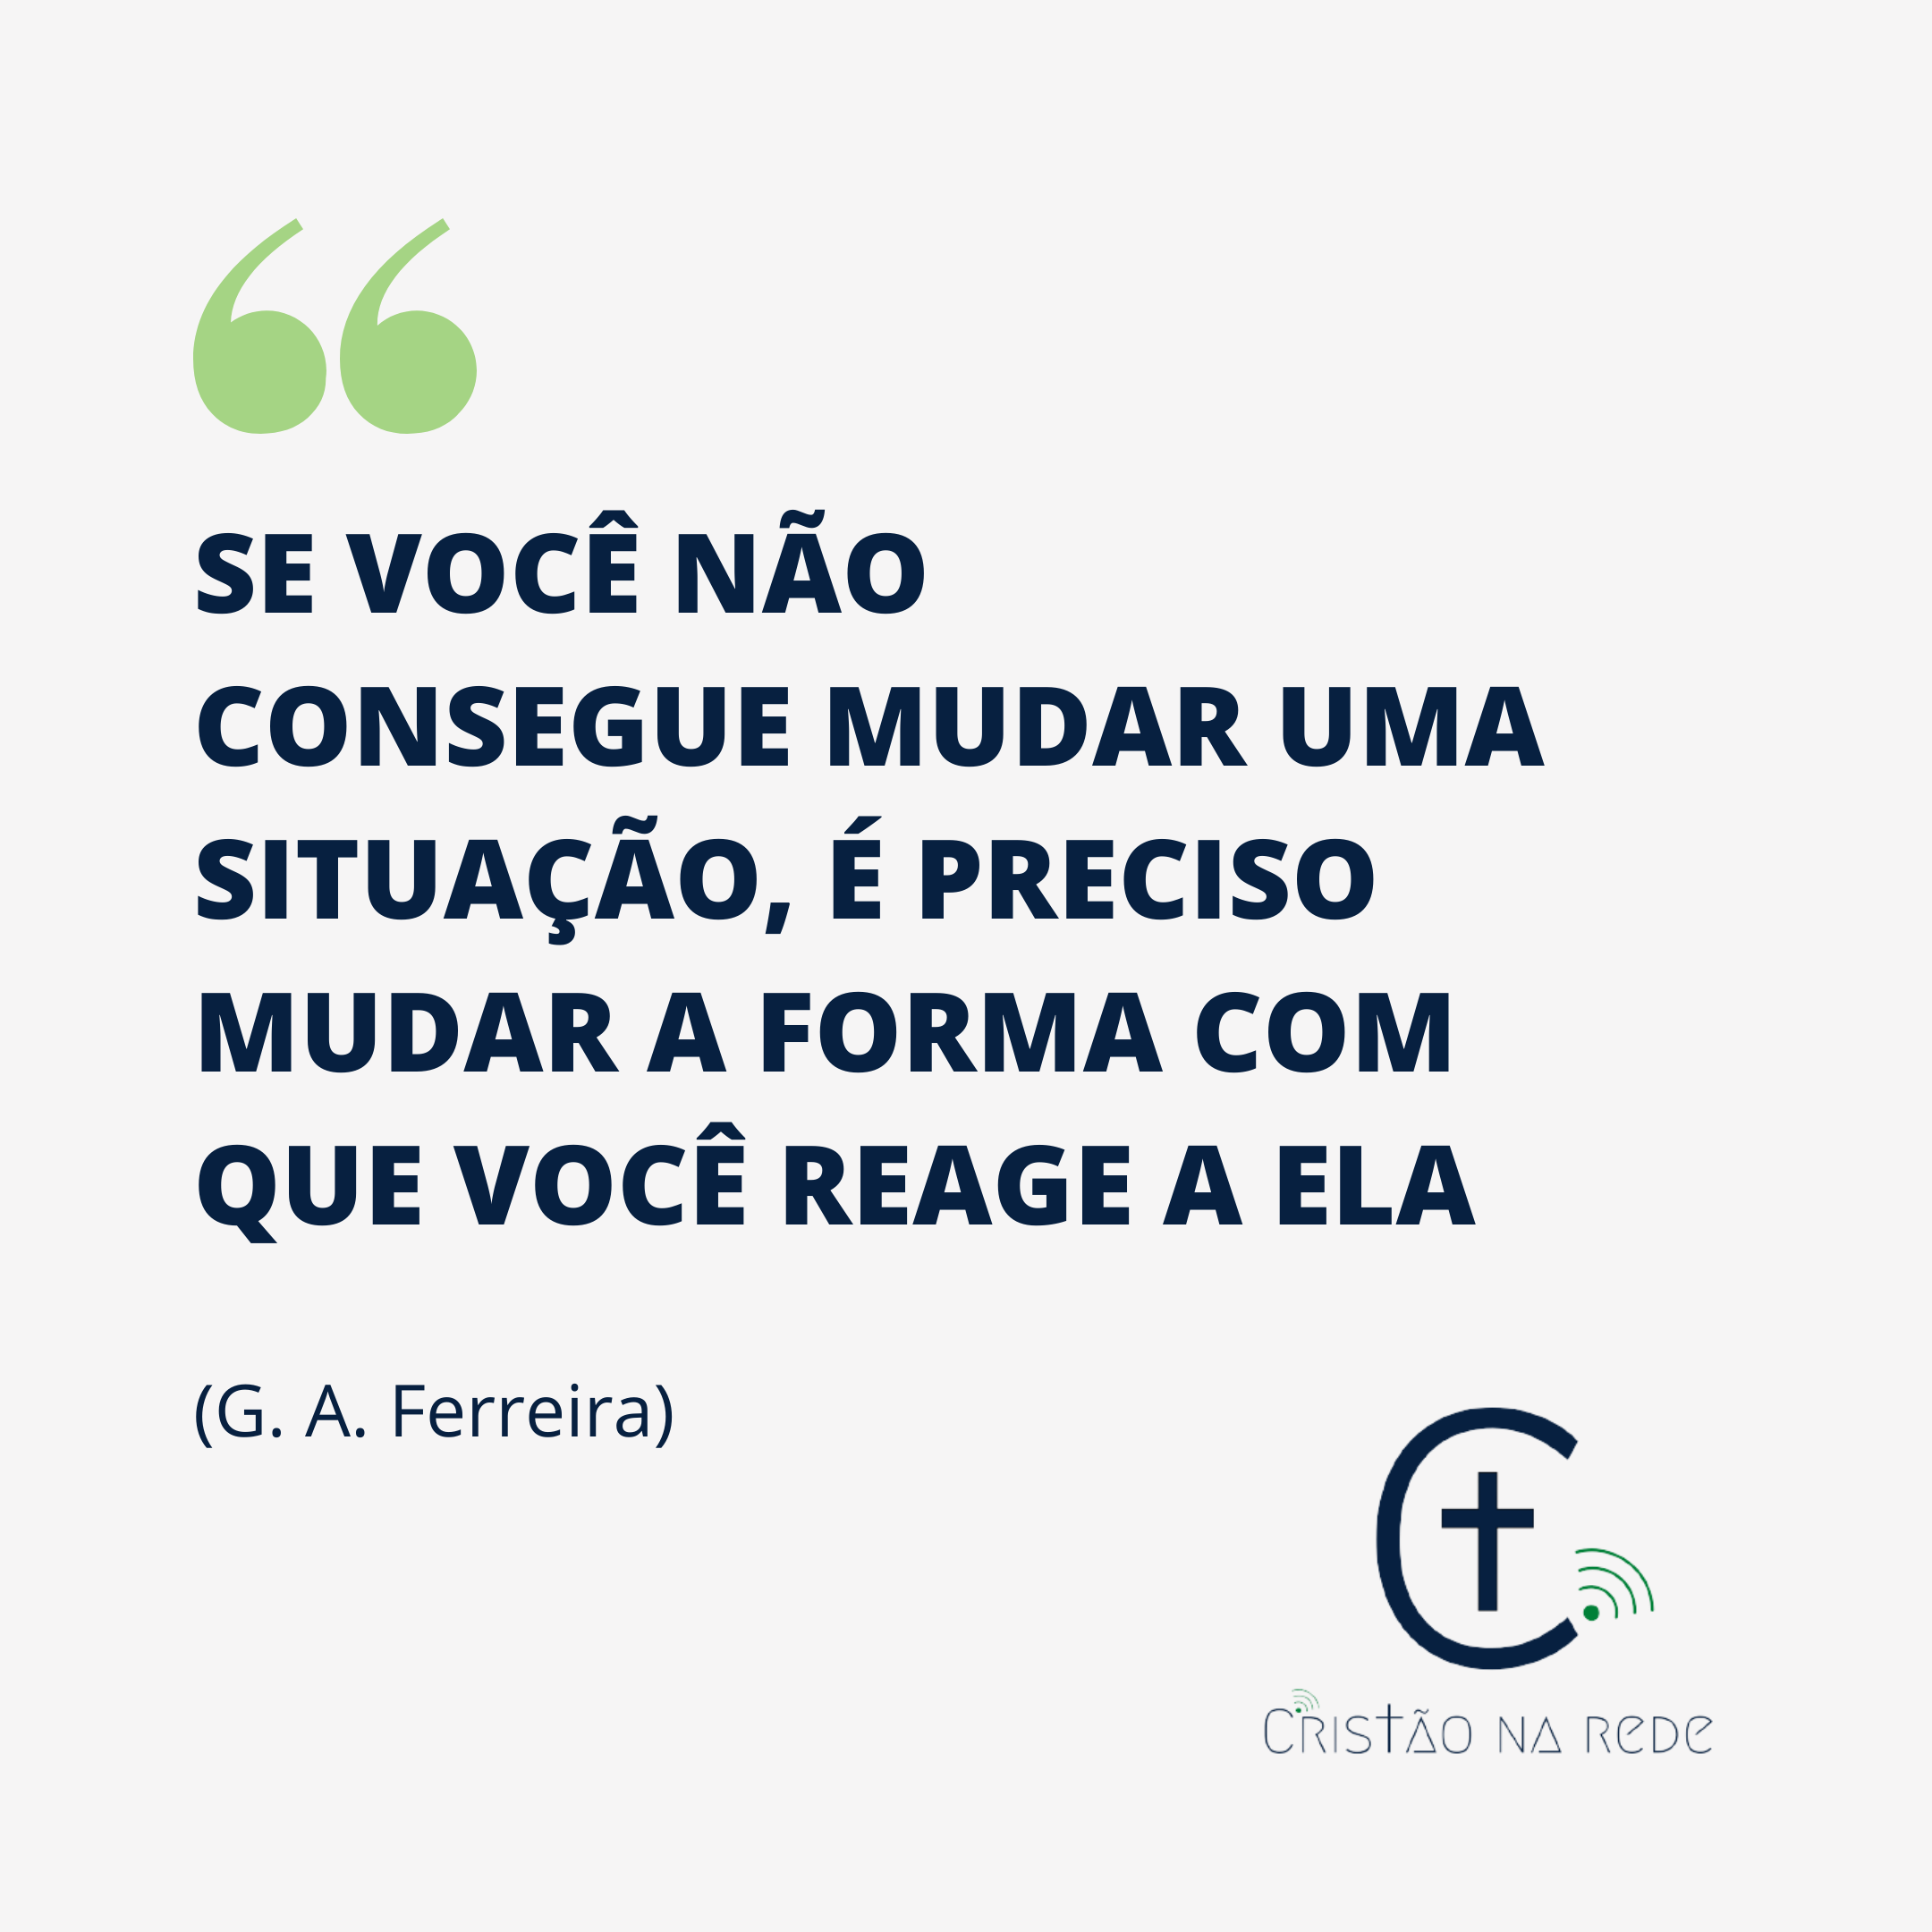 SE VOCÊ NÃO
CONSEGUE MUDAR UMA
SITUAÇÃO, É PRECISO
MUDAR A FORMA COM
QUE VOCÊ REAGE A ELA
(G. A. Ferreira)
CRISTÃO NA REDE